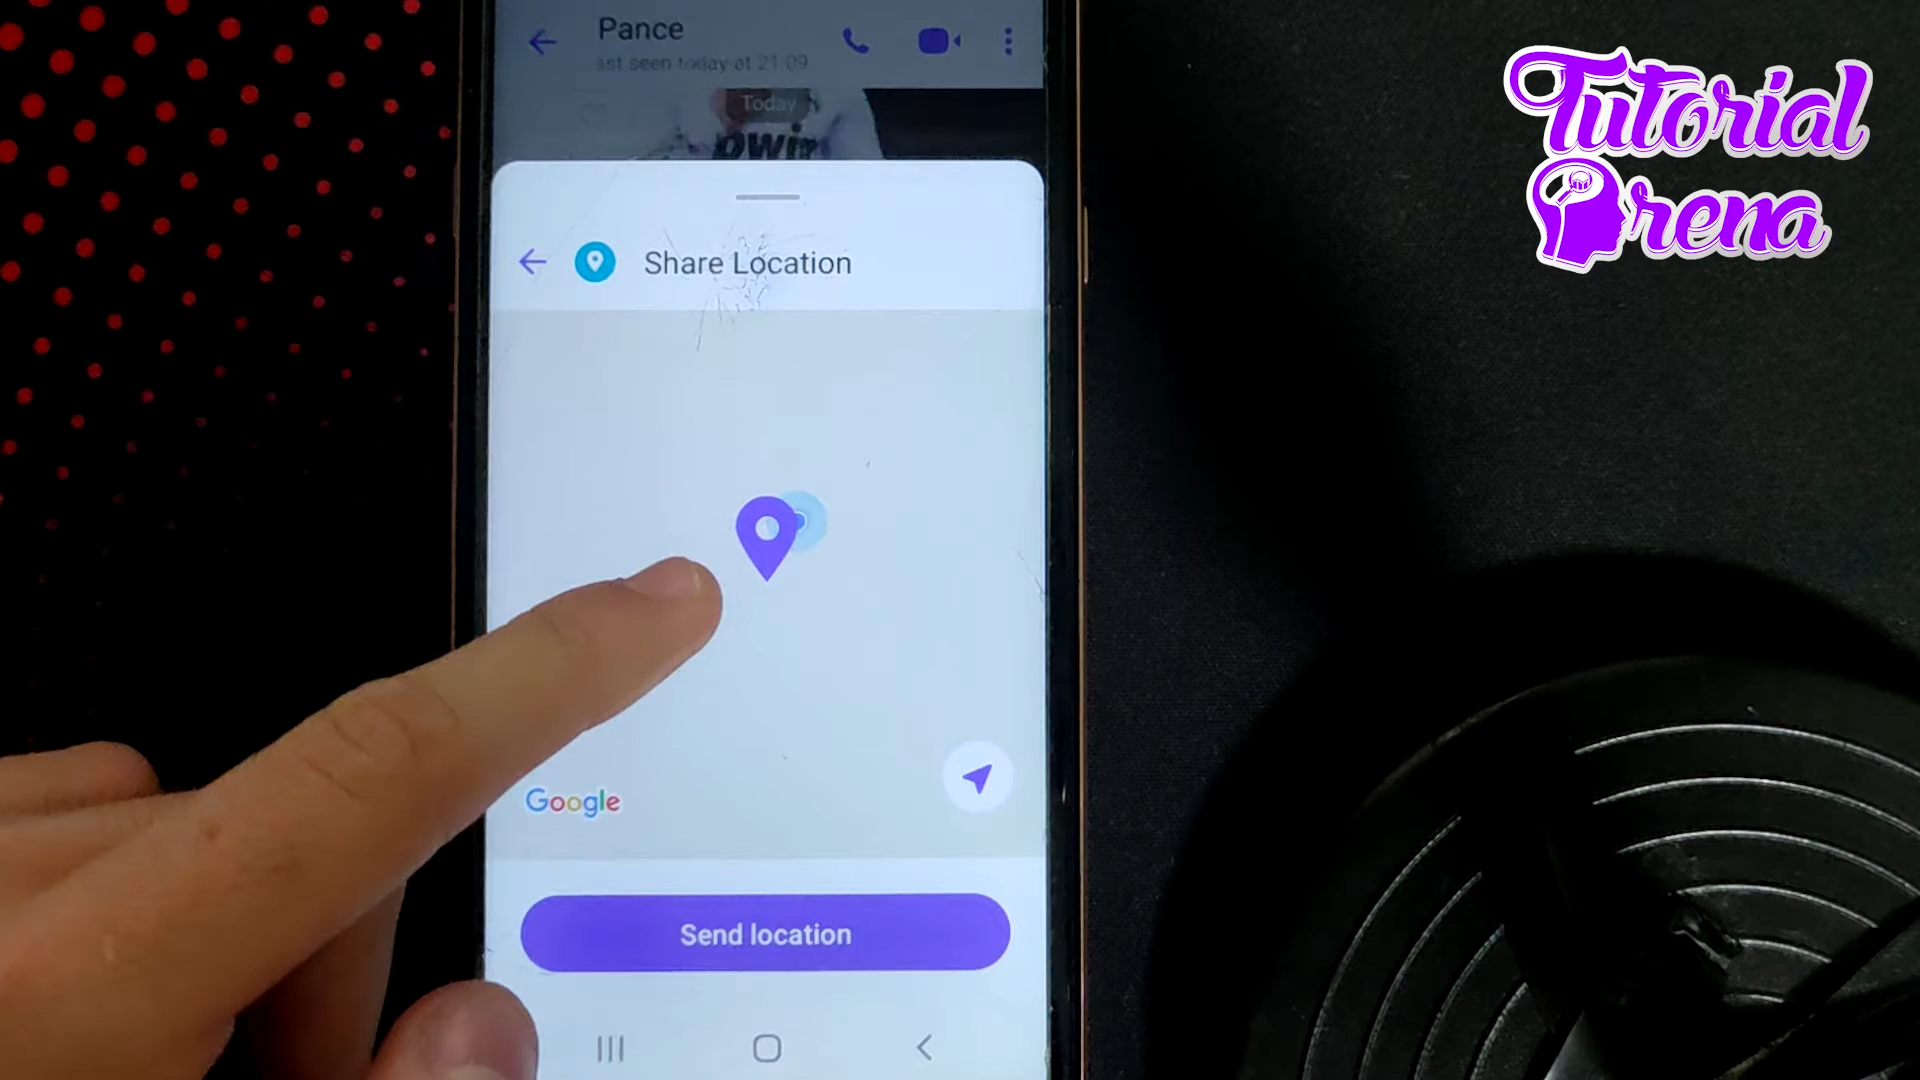 Pance
ast seen today at 21:09
Today
Share Location
Google
Send location
Tutorial
Arena